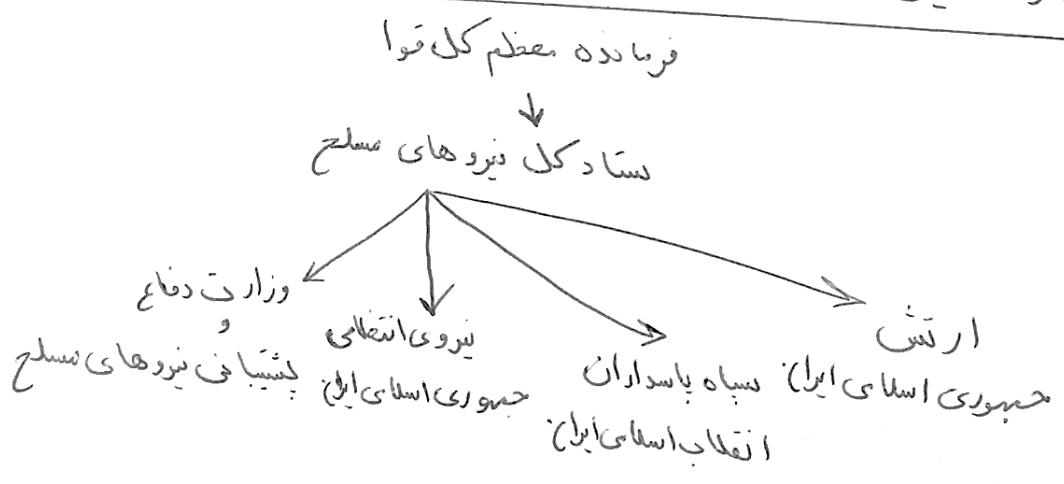 فرمانده معظم کل قوا
ستاد کل نیروهای مسلح
ارتش
جمهوری اسلامی ایران
سپاه پاسداران
انقلاب اسلامی ایران
نیروی انتظامی
جمهوری اسلامی ایران
وزارت دفاع
و
پشتیبانی نیروهای مسلح